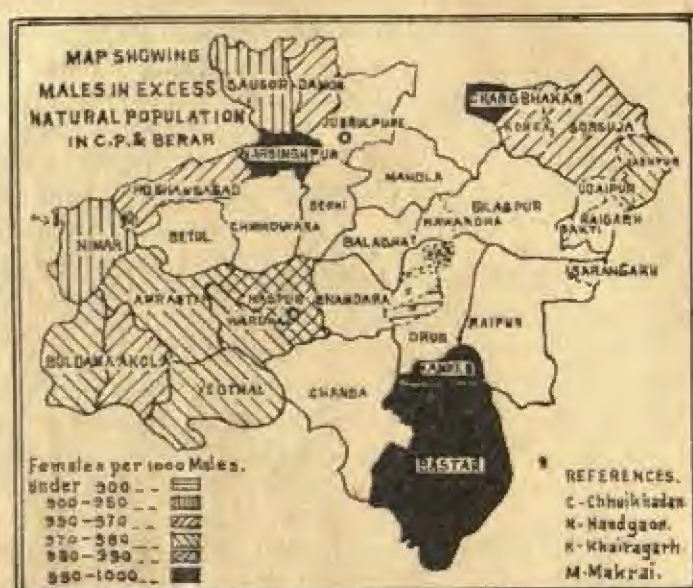 MAP SHOWING
MALES IN EXCESS
NATURAL POPULATION
IN C.P. & BERAR
SAUGOR
DAMOH
JUBBULPURE
NARSINGHPUR
HOSHANGABAD
MANDLA
SEONI
CHHINDWARA
BETUL
NIMAR
BALAGHAT
KAWARDHA
BILASPUR
CHANGBHAKAR
KOREA
SURGUJA
JASHPUR
UDAIPUR
RAIGARH
SAKTI
SARANGARH
AMRAOTI
NAGPUR
WARDHA
BHANDARA
DRUG
RAIPUR
BULDANA
AKOLA
YEOTMAL
CHANDA
KANKER
BASTAR
Females per 1000 Males.
Under 900
900-950
950-970
970-980
980-990
990-1000
REFERENCES.
C-Chhuikhadan
N-Nandgaon.
K-Khairagarh
M-Makrai.